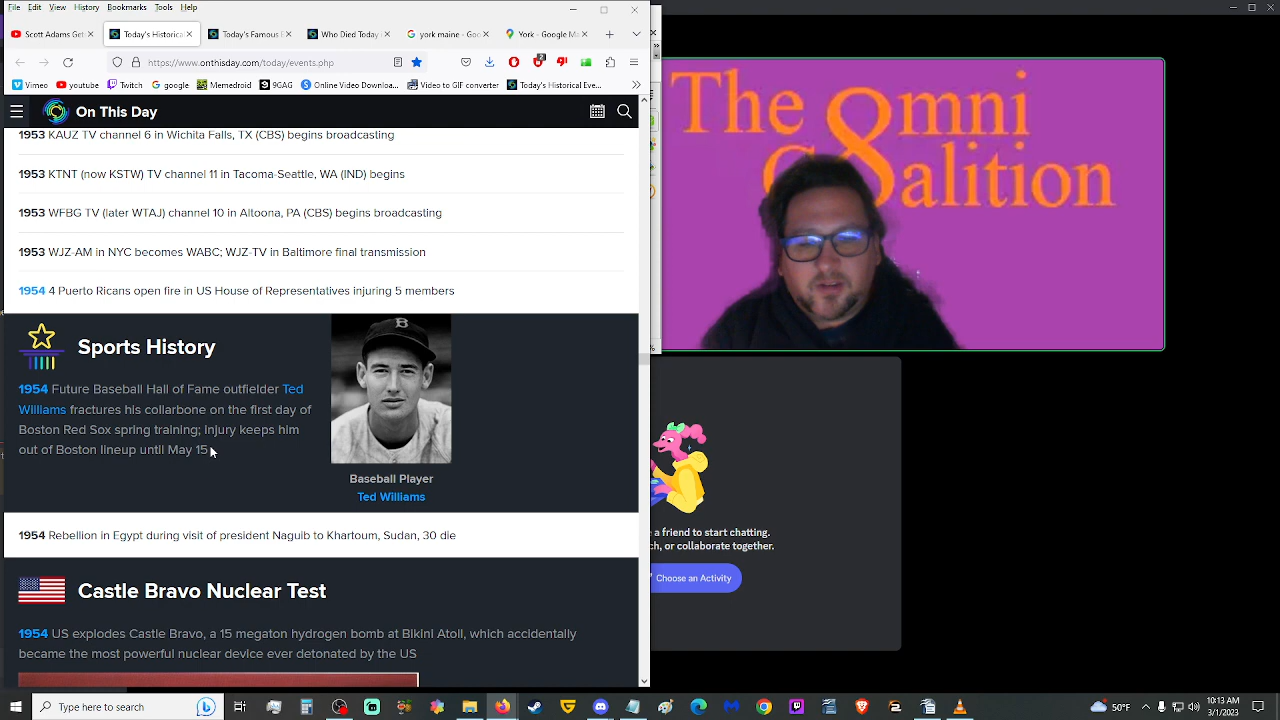 File Edit View History Bookmarks Tools Help
Scott Adams Get
Today's Historica
Today's Famous B
Who Died Today
york maine - Goo
York - Google Ma
https://www.onthisday.com/today/events.php
Vimeo
youtube
Twitch
google
Memedroid
9GAG
Online Video Downloa...
Video to GIF converter
Today's Historical Eve...
On This Day
1953 KAUZ TV channel 6 in Wichita Falls, TX (CBS) begins broadcasting
1953 KTNT (now KSTW) TV channel 11 in Tacoma-Seattle, WA (IND) begins
1953 WFBG TV (later WTAJ) channel 10 in Altoona, PA (CBS) begins broadcasting
1953 WJZ-AM in NYC becomes WABC; WJZ-TV in Baltimore final transmission
1954 4 Puerto Ricans open fire in US House of Representatives injuring 5 members
Sports History
1954 Future Baseball Hall of Fame outfielder Ted
Williams fractures his collarbone on the first day of
Boston Red Sox spring training; injury keeps him
out of Boston lineup until May 15
B
Baseball Player
Ted Williams
1954 Rebellion in Egypt during visit of president Naguib to Khartoum, Sudan, 30 die
Castle Bravo Nuclear Test
1954 US explodes Castle Bravo, a 15 megaton hydrogen bomb at Bikini Atoll, which accidentally
became the most powerful nuclear device ever detonated by the US
The 8mni
C8alition
a friend to start chatting.
ch, or collaborate together.
Choose an Activity
Type here to search
50°F
10:13 AM
3/1/2023